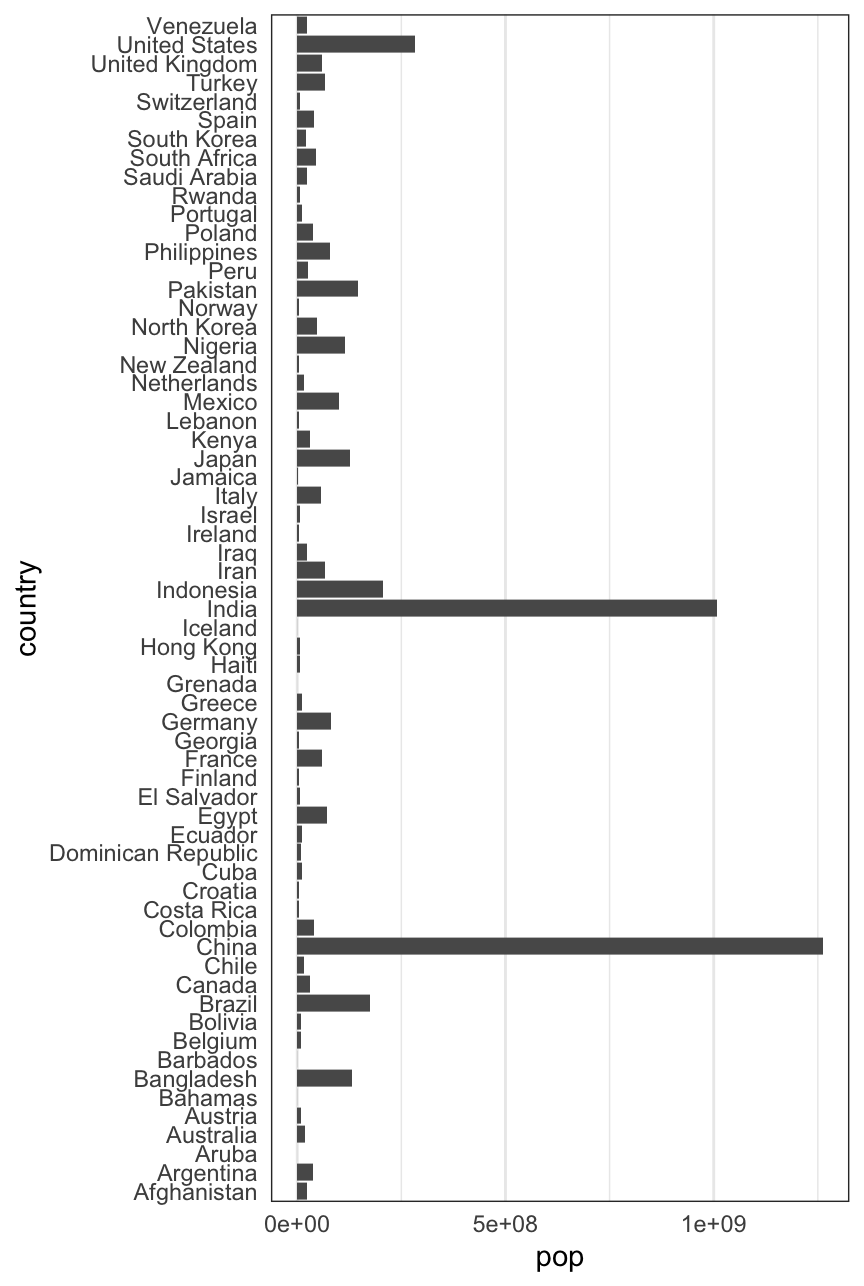 Venezuela
United States
United Kingdom
Turkey
Switzerland
Spain
South Korea
South Africa
Saudi Arabia
Rwanda
Portugal
Poland
Philippines
Peru
Pakistan
Norway
North Korea
Nigeria
New Zealand
Netherlands
Mexico
Lebanon
Kenya
Japan
Jamaica
Italy
Israel
Ireland
Iraq
Iran
Indonesia
India
Iceland
Hong Kong
Haiti
Grenada
Greece
Germany
Georgia
France
Finland
El Salvador
Egypt
Ecuador
Dominican Republic
Cuba
Croatia
Costa Rica
Colombia
China
Chile
Canada
Brazil
Bolivia
Belgium
Barbados
Bangladesh
Bahamas
Austria
Australia
Aruba
Argentina
Afghanistan
country
0e+00 5e+08 1e+09
pop